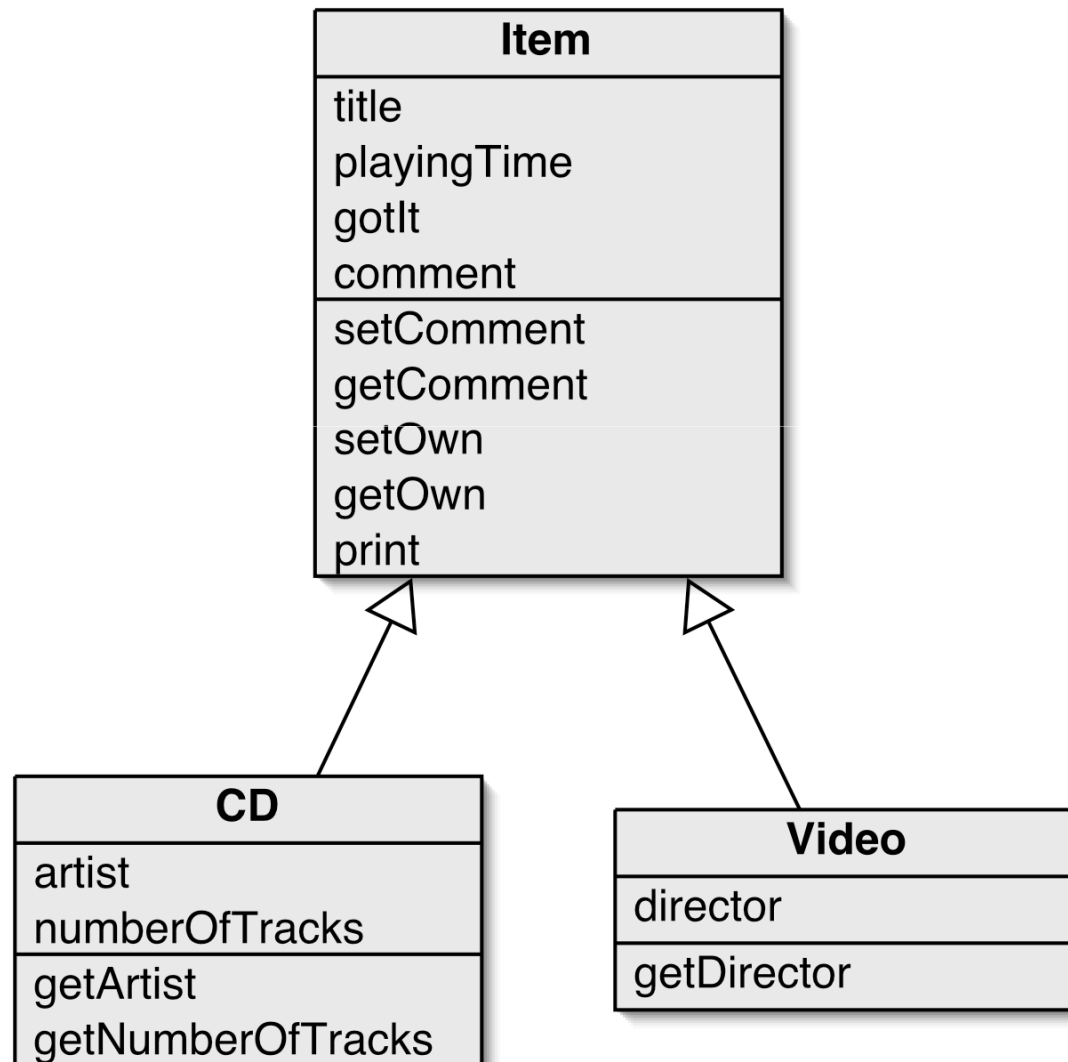 Item
title
playingTime
gotIt
comment
setComment
getComment
setOwn
getOwn
print
CD
artist
numberOfTracks
getArtist
getNumberOfTracks
Video
director
getDirector